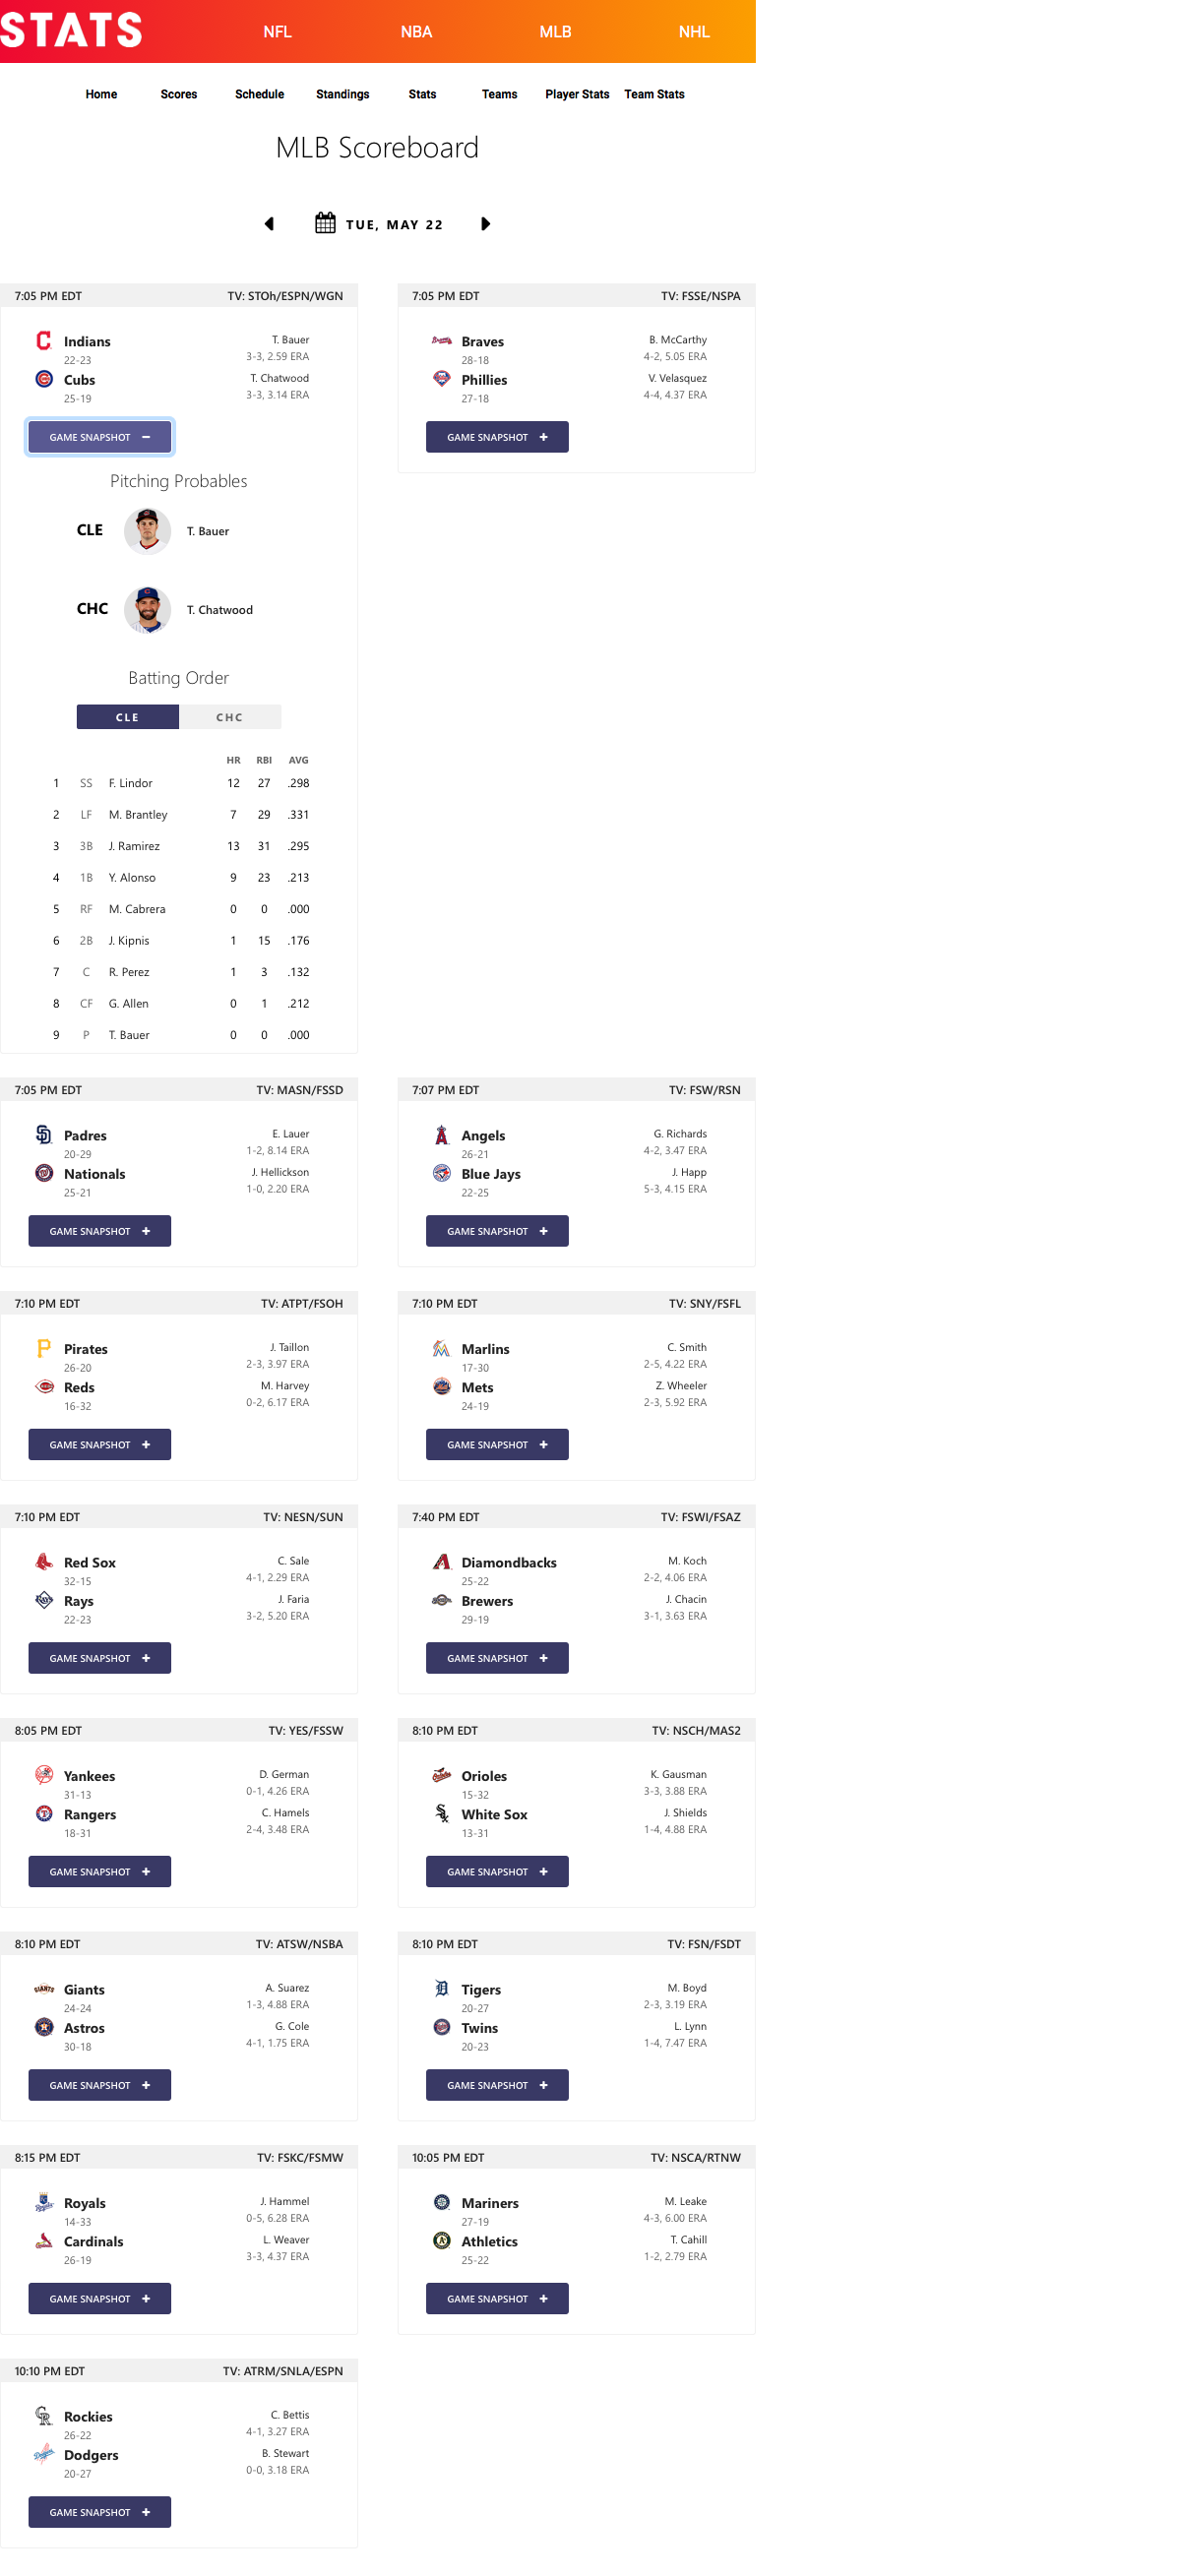 STATS NFL NBA MLB NHL
Home Scores Schedule Standings Stats Teams Player Stats Team Stats
MLB Scoreboard
TUE, MAY 22
7:05 PM EDT TV: STOh/ESPN/WGN
Indians T. Bauer
22-23 3-3, 2.59 ERA
Cubs T. Chatwood
25-19 3-3, 3.14 ERA
GAME SNAPSHOT
Pitching Probables
CLE T. Bauer
CHC T. Chatwood
Batting Order
CLE CHC
HR RBI AVG
1 SS F. Lindor 12 27 .298
2 LF M. Brantley 7 29 .331
3 3B J. Ramirez 13 31 .295
4 1B Y. Alonso 9 23 .213
5 RF M. Cabrera 0 0 .000
6 2B J. Kipnis 1 15 .176
7 C R. Perez 1 3 .132
8 CF G. Allen 0 1 .212
9 P T. Bauer 0 0 .000
7:05 PM EDT TV: FSSE/NSPA
Braves B. McCarthy
28-18 4-2, 5.05 ERA
Phillies V. Velasquez
27-18 4-4, 4.37 ERA
GAME SNAPSHOT
7:05 PM EDT TV: MASN/FSSD
Padres E. Lauer
20-29 1-2, 8.14 ERA
Nationals J. Hellickson
25-21 1-0, 2.20 ERA
GAME SNAPSHOT
7:07 PM EDT TV: FSW/RSN
Angels G. Richards
26-21 4-2, 3.47 ERA
Blue Jays J. Happ
22-25 5-3, 4.15 ERA
GAME SNAPSHOT
7:10 PM EDT TV: ATPT/FSOH
Pirates J. Taillon
26-20 2-3, 3.97 ERA
Reds M. Harvey
16-32 0-2, 6.17 ERA
GAME SNAPSHOT
7:10 PM EDT TV: SNY/FSFL
Marlins C. Smith
17-30 2-5, 4.22 ERA
Mets Z. Wheeler
24-19 2-3, 5.92 ERA
GAME SNAPSHOT
7:10 PM EDT TV: NESN/SUN
Red Sox C. Sale
32-15 4-1, 2.29 ERA
Rays J. Faria
22-23 3-2, 5.20 ERA
GAME SNAPSHOT
7:40 PM EDT TV: FSWI/FSAZ
Diamondbacks M. Koch
25-22 2-2, 4.06 ERA
Brewers J. Chacin
29-19 3-1, 3.63 ERA
GAME SNAPSHOT
8:05 PM EDT TV: YES/FSSW
Yankees D. German
31-13 0-1, 4.26 ERA
Rangers C. Hamels
18-31 2-4, 3.48 ERA
GAME SNAPSHOT
8:10 PM EDT TV: NSCH/MAS2
Orioles K. Gausman
15-32 3-3, 3.88 ERA
White Sox J. Shields
13-31 1-4, 4.88 ERA
GAME SNAPSHOT
8:10 PM EDT TV: ATSW/NSBA
Giants A. Suarez
24-24 1-3, 4.88 ERA
Astros G. Cole
30-18 4-1, 1.75 ERA
GAME SNAPSHOT
8:10 PM EDT TV: FSN/FSDT
Tigers M. Boyd
20-27 2-3, 3.19 ERA
Twins L. Lynn
20-23 1-4, 7.47 ERA
GAME SNAPSHOT
8:15 PM EDT TV: FSKC/FSMW
Royals J. Hammel
14-33 0-5, 6.28 ERA
Cardinals L. Weaver
26-19 3-3, 4.37 ERA
GAME SNAPSHOT
10:05 PM EDT TV: NSCA/RTNW
Mariners M. Leake
27-19 4-3, 6.00 ERA
Athletics T. Cahill
25-22 1-2, 2.79 ERA
GAME SNAPSHOT
10:10 PM EDT TV: ATRM/SNLA/ESPN
Rockies C. Bettis
26-22 4-1, 3.27 ERA
Dodgers B. Stewart
20-27 0-0, 3.18 ERA
GAME SNAPSHOT